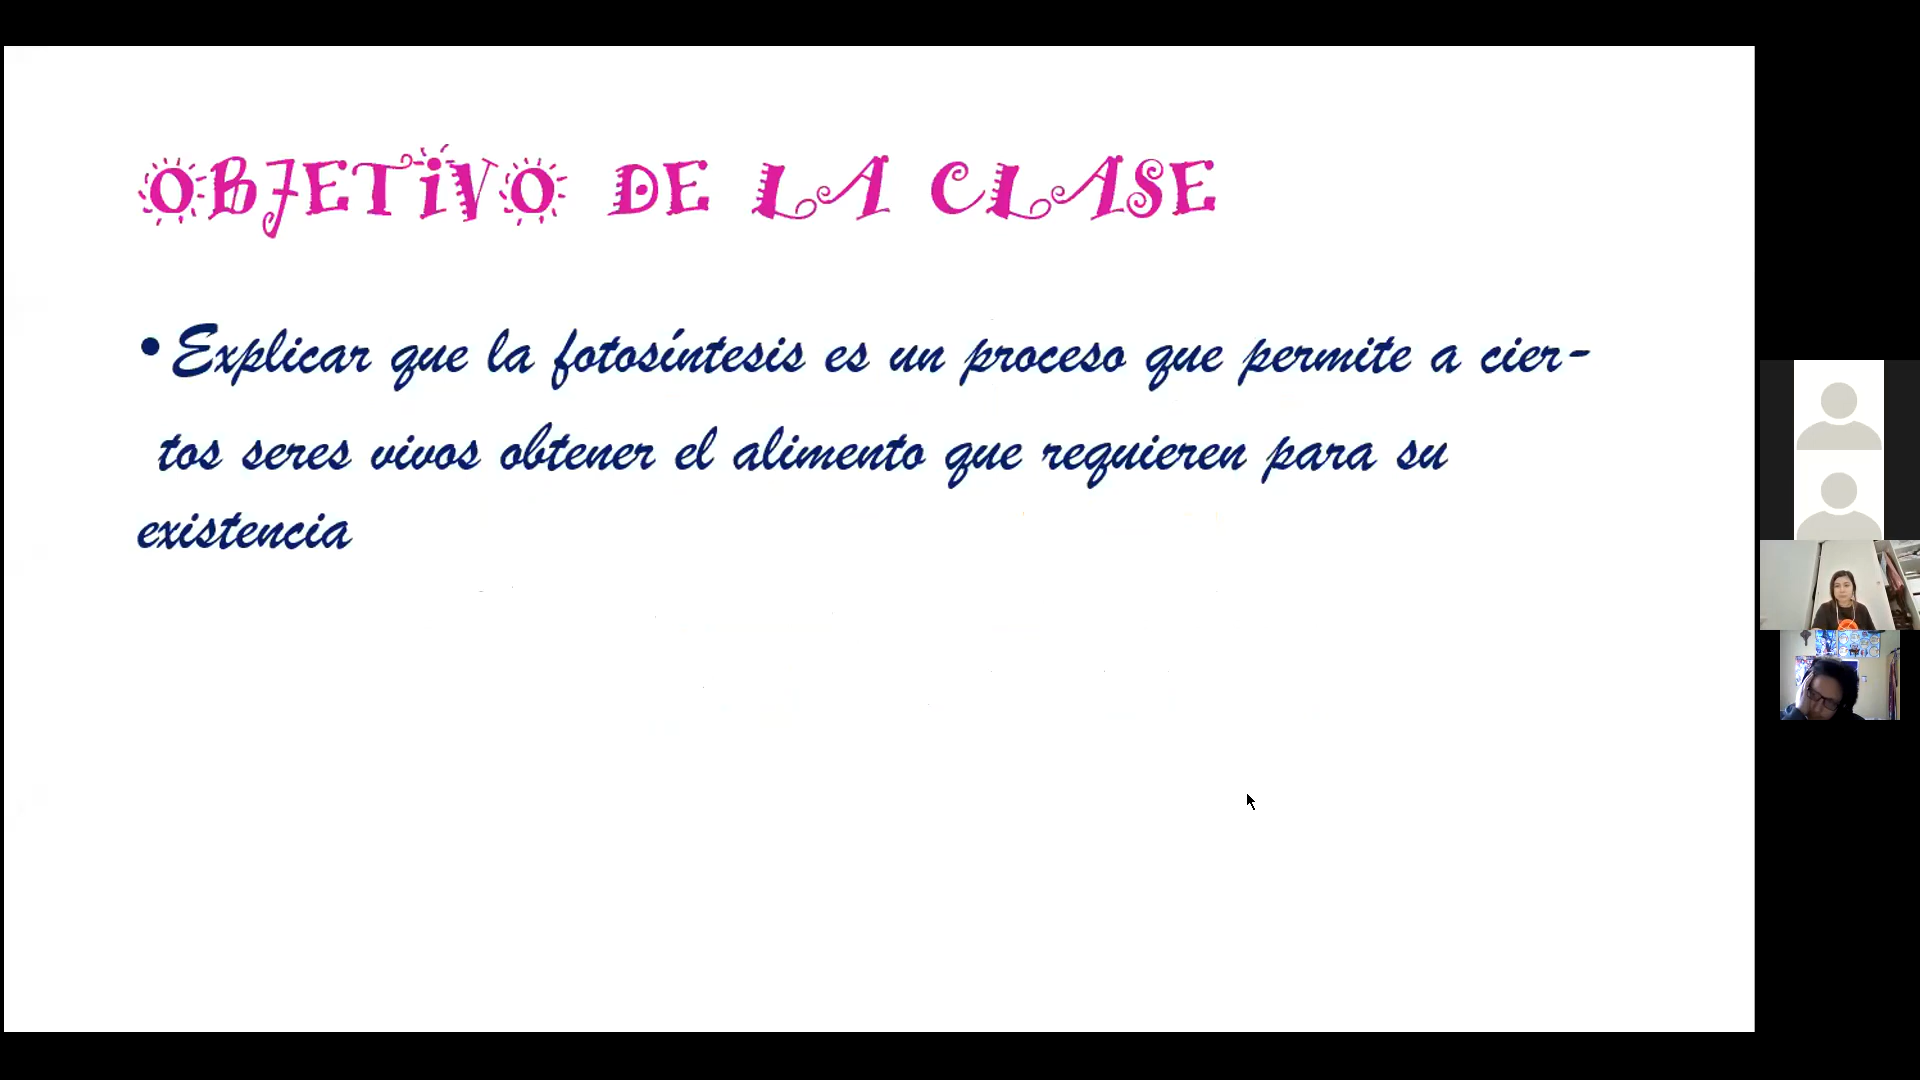 OBJETIVO DE LA CLASE
• Explicar que la fotosíntesis es un proceso que permite a cier-
tos seres vivos obtener el alimento que requieren para su
existencia